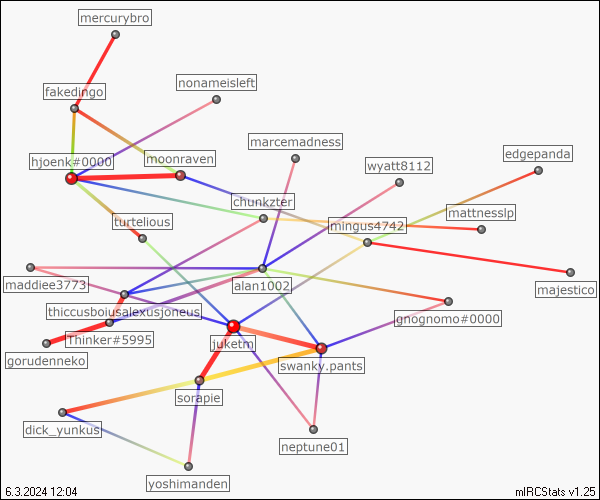 mercurybro
fakedingo
nonameisleft
marcemadness
edgepanda
hjoenk#0000
moonraven
wyatt8112
chunkzter
mattnesslp
turtelious
mingus4742
maddiee3773
alan1002
majestico
thiccusboiusalexusjoneus
gnognomo#0000
Thinker#5995
juketm
gorudenneko
swanky.pants
sorapie
dick_yunkus
neptune01
yoshimanden
6.3.2024 12:04
mIRCStats v1.25